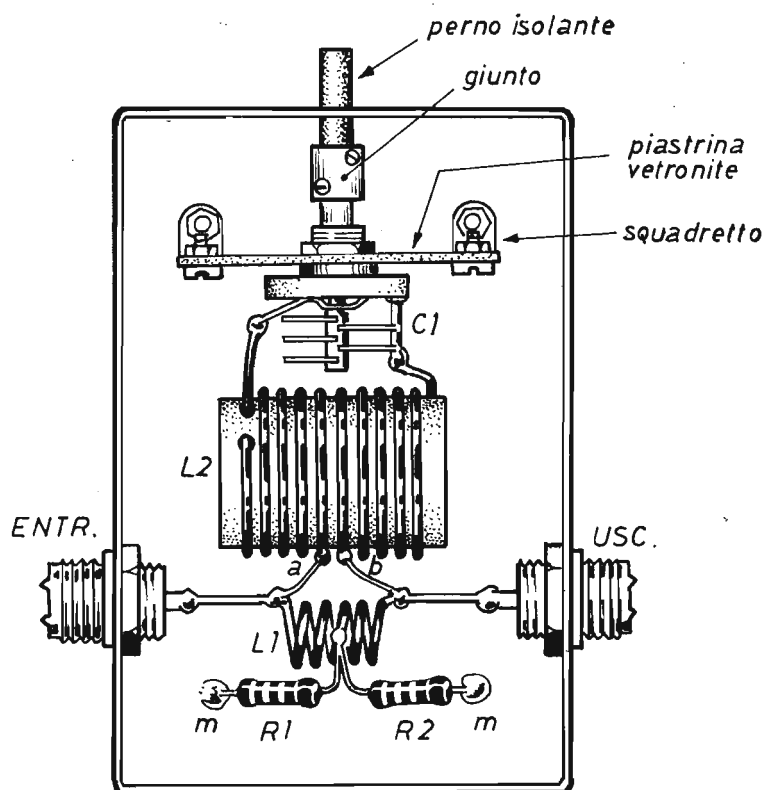 perno isolante
giunto
piastrina
vetronite
squadretto
C1
L2
ENTR.
USC.
a
b
L1
m
R1
R2
m